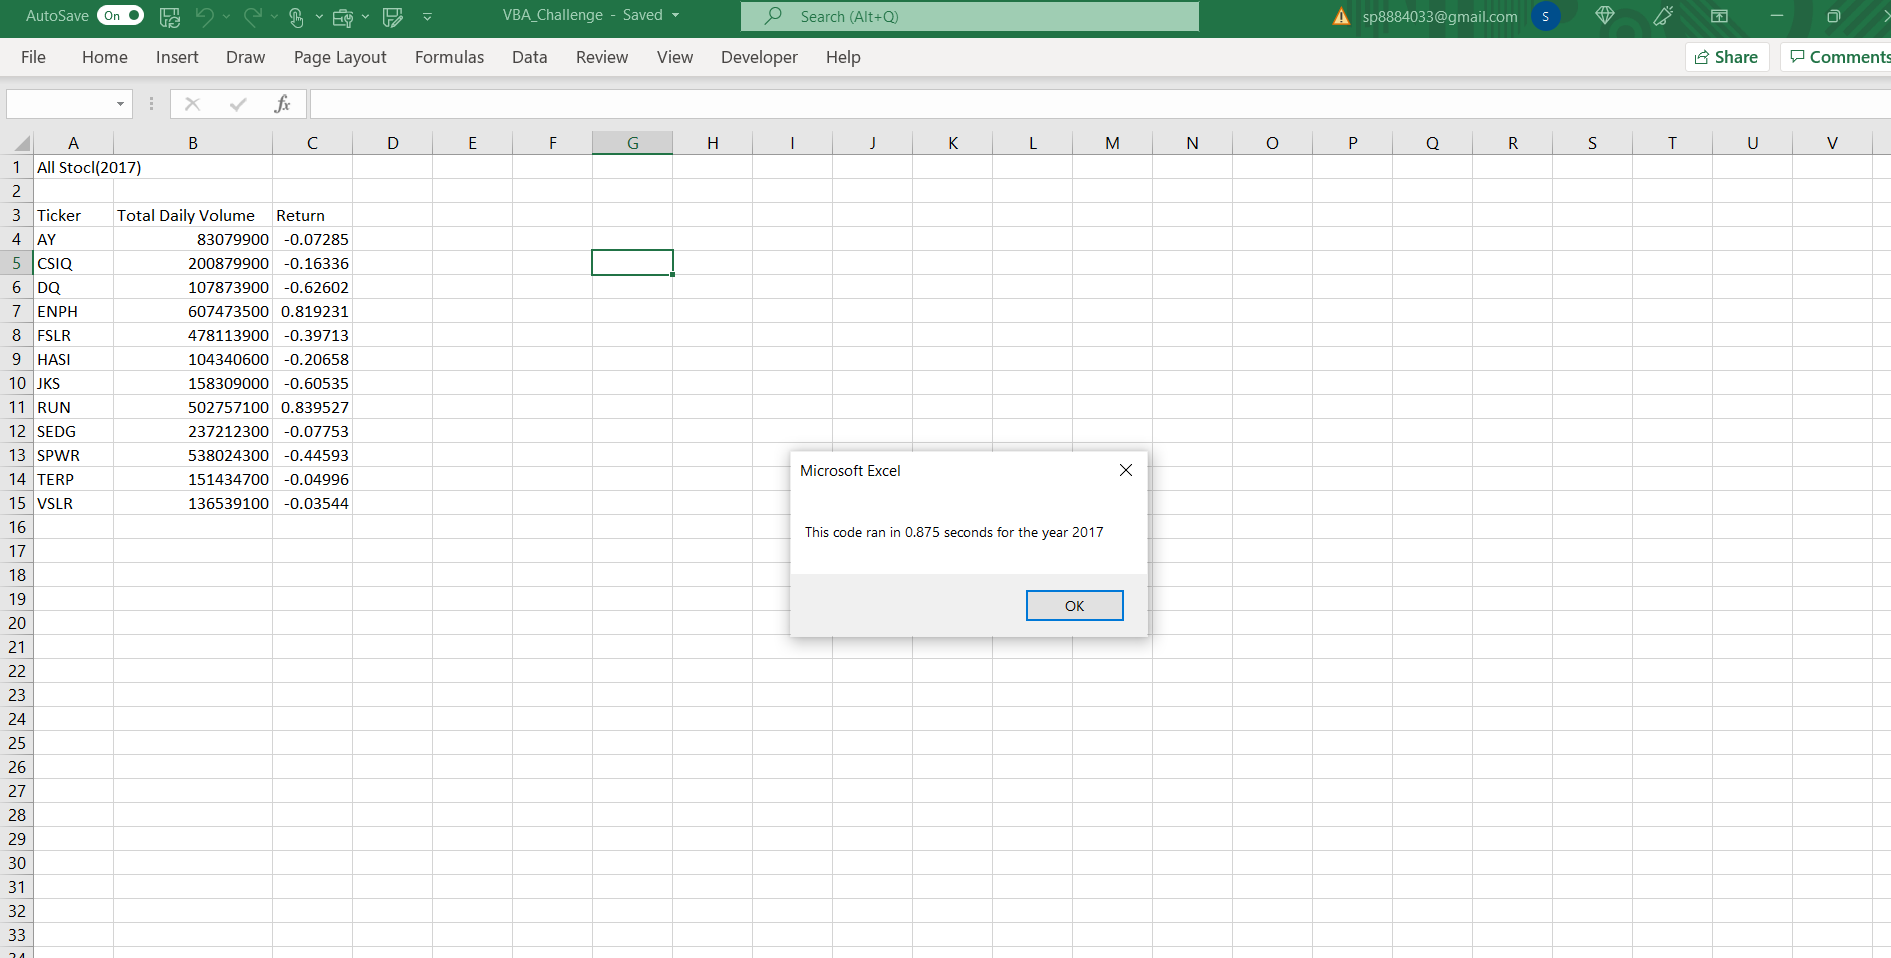 AutoSave On VBA_Challenge - Saved Search (Alt+Q) sp8884033@gmail.com S
File Home Insert Draw Page Layout Formulas Data Review View Developer Help Share Comments
fx
A B C D E F G H I J K L M N O P Q R S T U V
1 All Stocl(2017)
2
3 Ticker Total Daily Volume Return
4 AY 83079900 -0.07285
5 CSIQ 200879900 -0.16336
6 DQ 107873900 -0.62602
7 ENPH 607473500 0.819231
8 FSLR 478113900 -0.39713
9 HASI 104340600 -0.20658
10 JKS 158309000 -0.60535
11 RUN 502757100 0.839527
12 SEDG 237212300 -0.07753
13 SPWR 538024300 -0.44593
14 TERP 151434700 -0.04996
15 VSLR 136539100 -0.03544
16
17
18
19
20
21
22
23
24
25
26
27
28
29
30
31
32
33
34
Microsoft Excel
This code ran in 0.875 seconds for the year 2017
OK